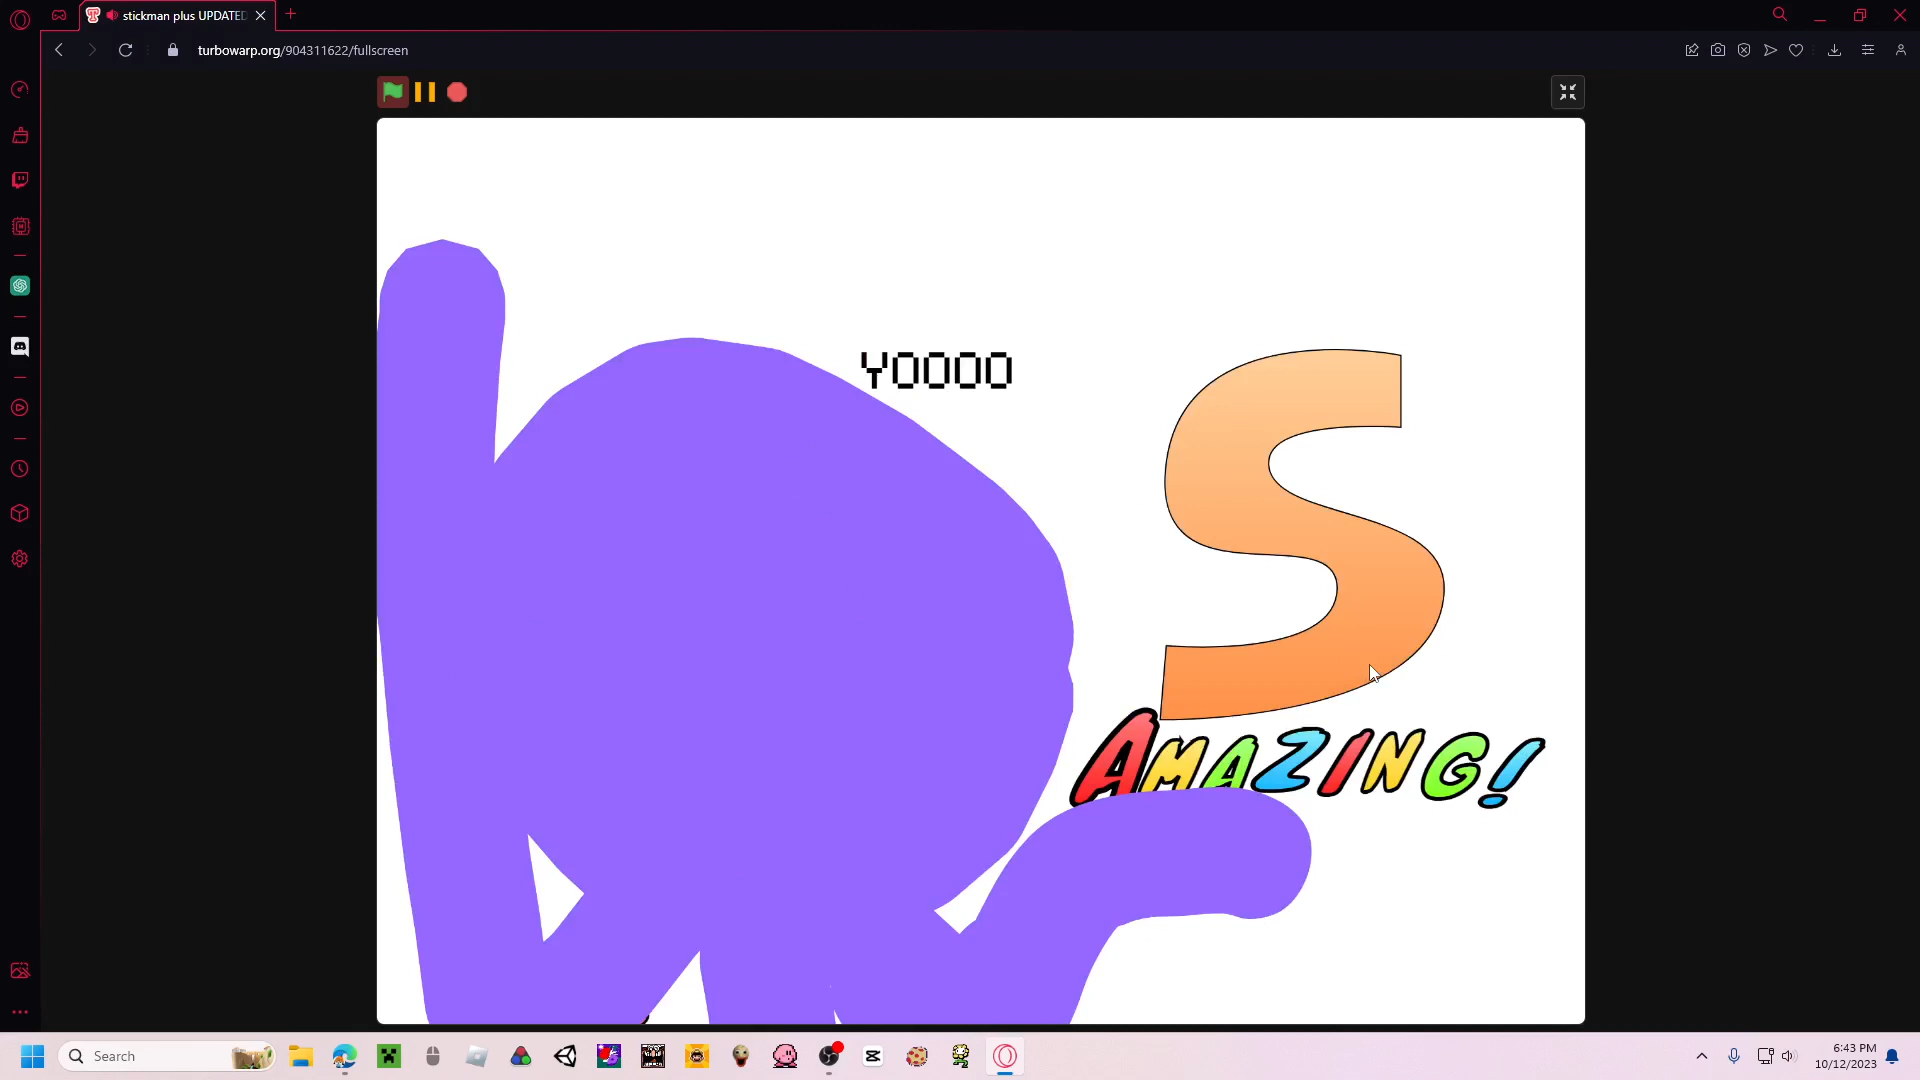 stickman plus UPDATED
turbowarp.org/904311622/fullscreen
YOOOO
S
AMAZING!
Search
6:43 PM
10/12/2023